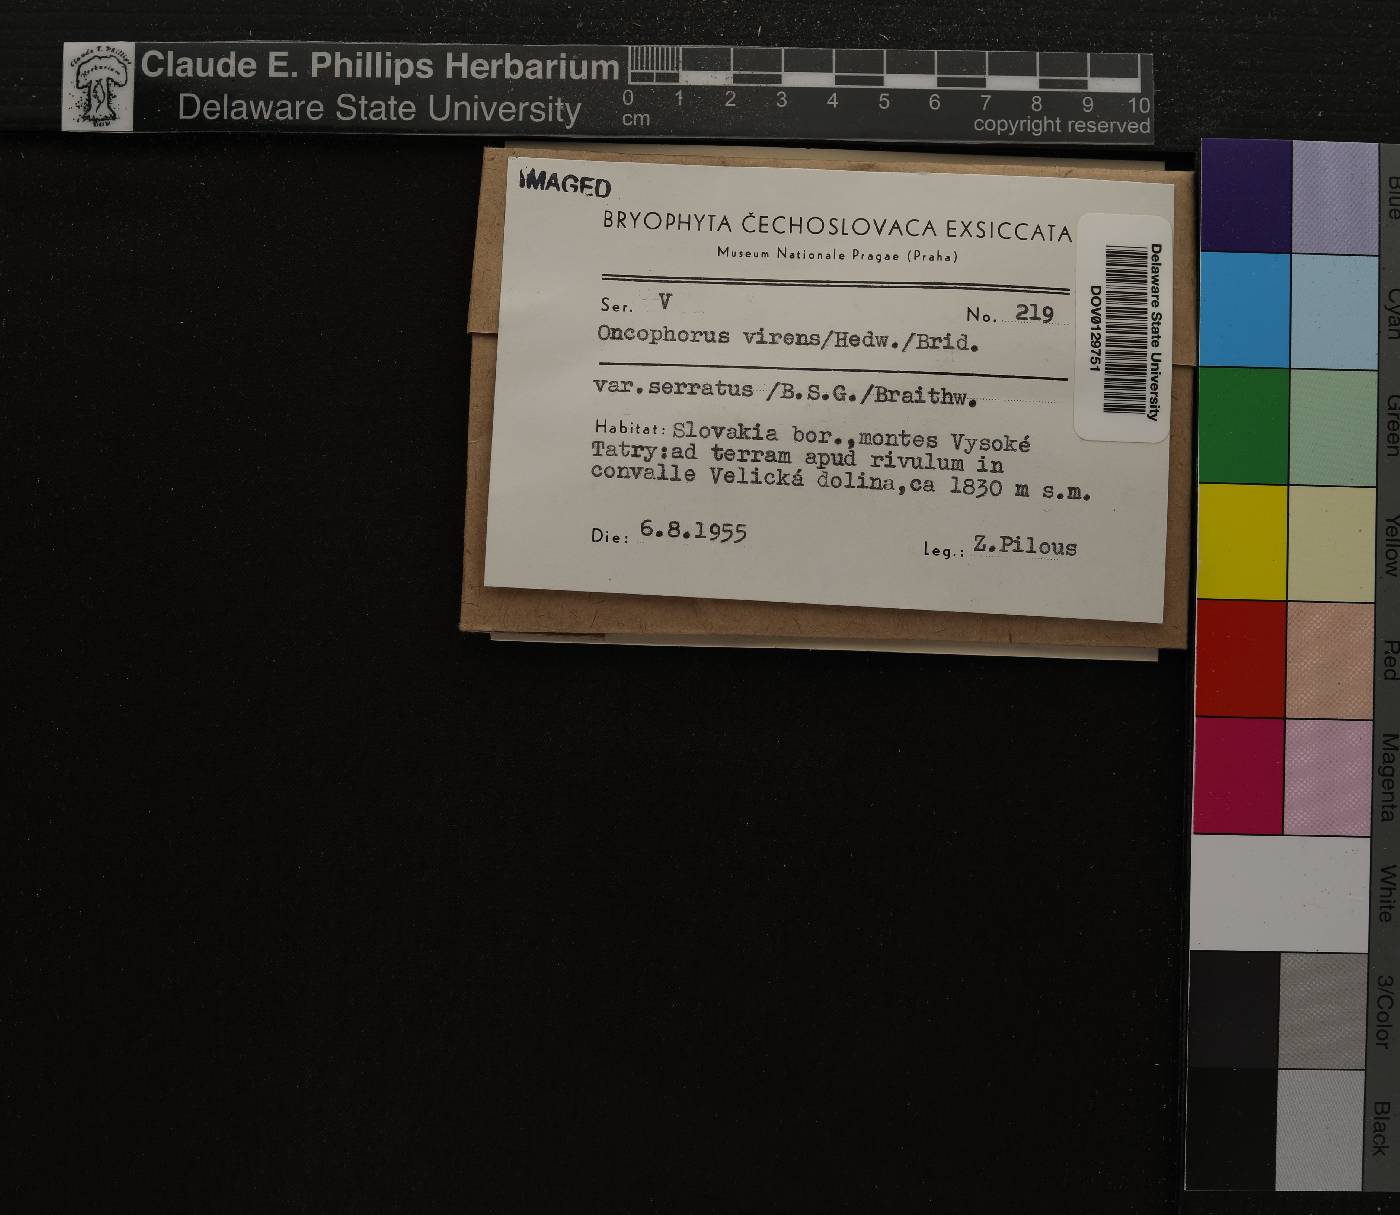 Claude E. Phillips Herbarium
Delaware State University
0 1 2 3 4 5 6 7 8 9 10
cm
copyright reserved
IMAGED
BRYOPHYTA ČECHOSLOVACA EXSICCATA
Museum Nationale Pragae (Praha)
Ser. V No. 219
Oncophorus virens/Hedw./Brid.
var.serratus /B.S.G./Braithw.
Habitat: Slovakia bor.,montes Vysoké
Tatry:ad terram apud rivulum in
convalle Velická dolina,ca 1830 m s.m.
Die: 6.8.1955 leg.: Z.Pilous
Delaware State University
DOV0129751
Blue
Cyan
Green
Yellow
Red
Magenta
White
3/Color
Black